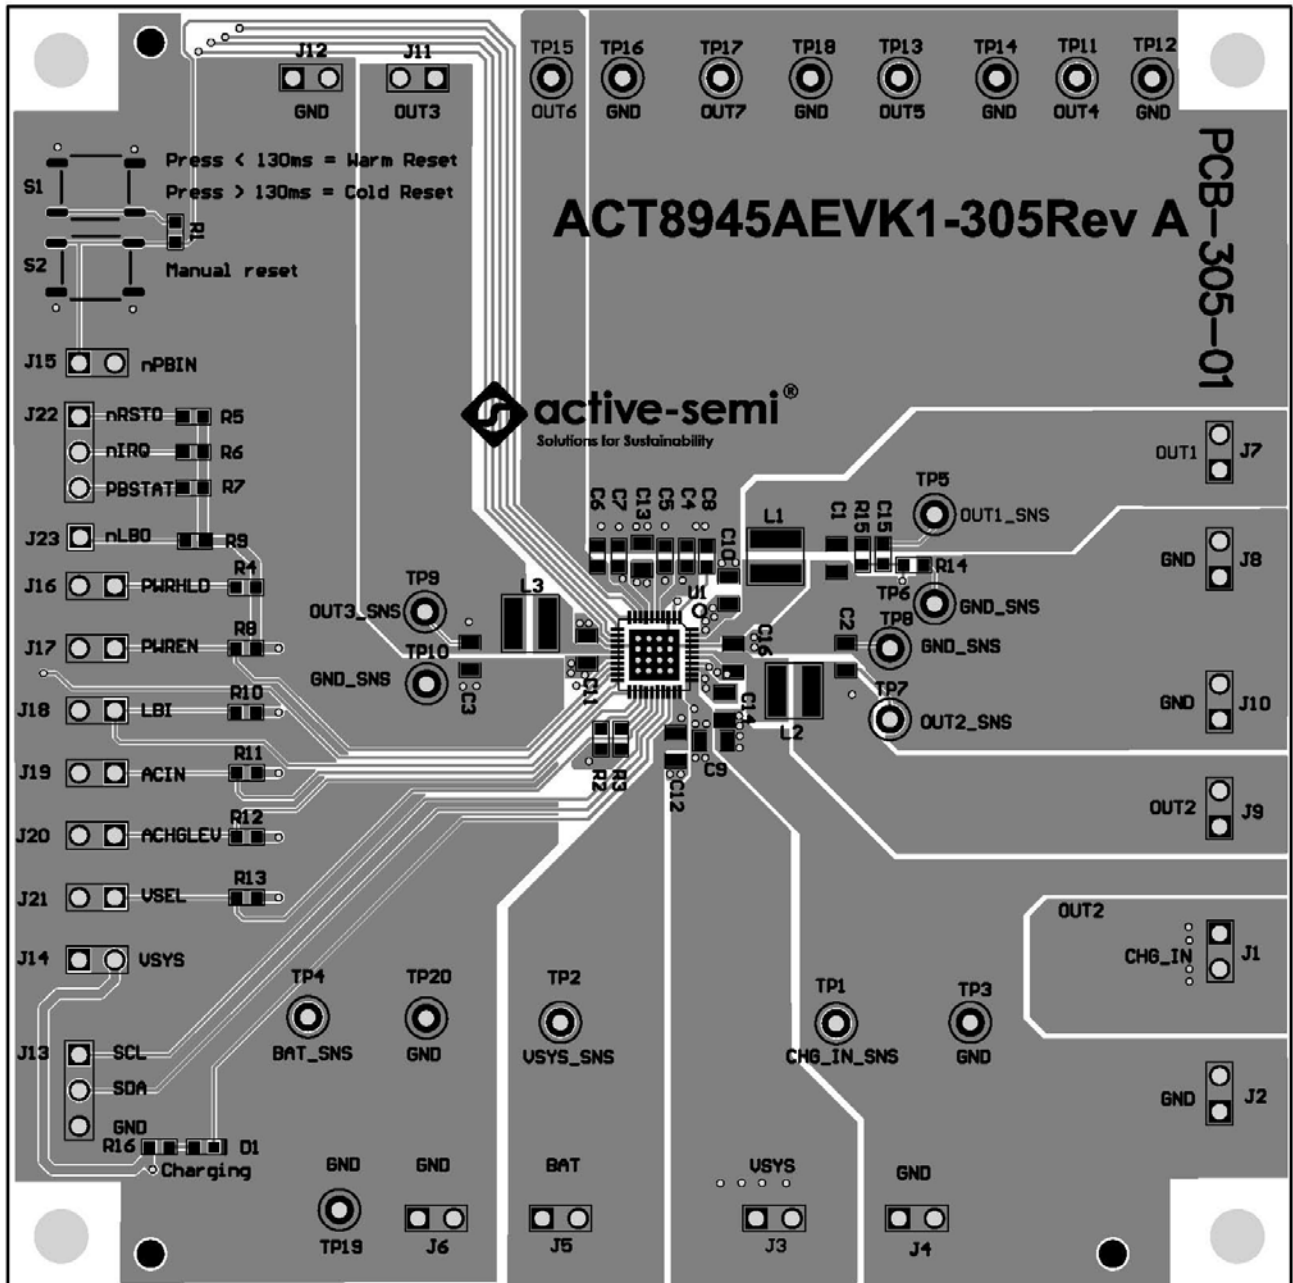 J12
J11
TP15
TP16
TP17
TP18
TP13
TP14
TP11
TP12
GND
OUT3
OUT6
GND
OUT7
GND
OUT5
GND
OUT4
GND
S1
Press < 130ms = Warm Reset
Press > 130ms = Cold Reset
R1
S2
Manual reset
ACT8945AEVK1-305Rev A
PCB-305-01
J15
nPBIN
J22
nRSTO
R5
nIRQ
R6
PBSTAT
R7
J23
nLBO
R9
active-semi®
Solutions for Sustainability
OUT1
J7
TP5
OUT1_SNS
C6
C7
C13
C5
C4
C8
C10
L1
C1
R15
C15
R14
TP6
GND_SNS
GND
J8
J16
PWRHLD
R4
TP9
OUT3_SNS
L3
U1
C16
C2
TP8
GND_SNS
J17
PWREN
R8
TP10
GND_SNS
C3
C11
TP7
OUT2_SNS
C14
L2
GND
J10
J18
LBI
R10
J19
ACIN
R11
R2
R3
C12
C9
OUT2
J9
J20
ACHGLEV
R12
J21
VSEL
R13
OUT2
CHG_IN
J1
J14
VSYS
TP4
TP20
TP2
TP1
TP3
BAT_SNS
GND
VSYS_SNS
CHG_IN_SNS
GND
J13
SCL
SDA
GND
GND
J2
R16
D1
Charging
GND
GND
BAT
VSYS
GND
TP19
J6
J5
J3
J4